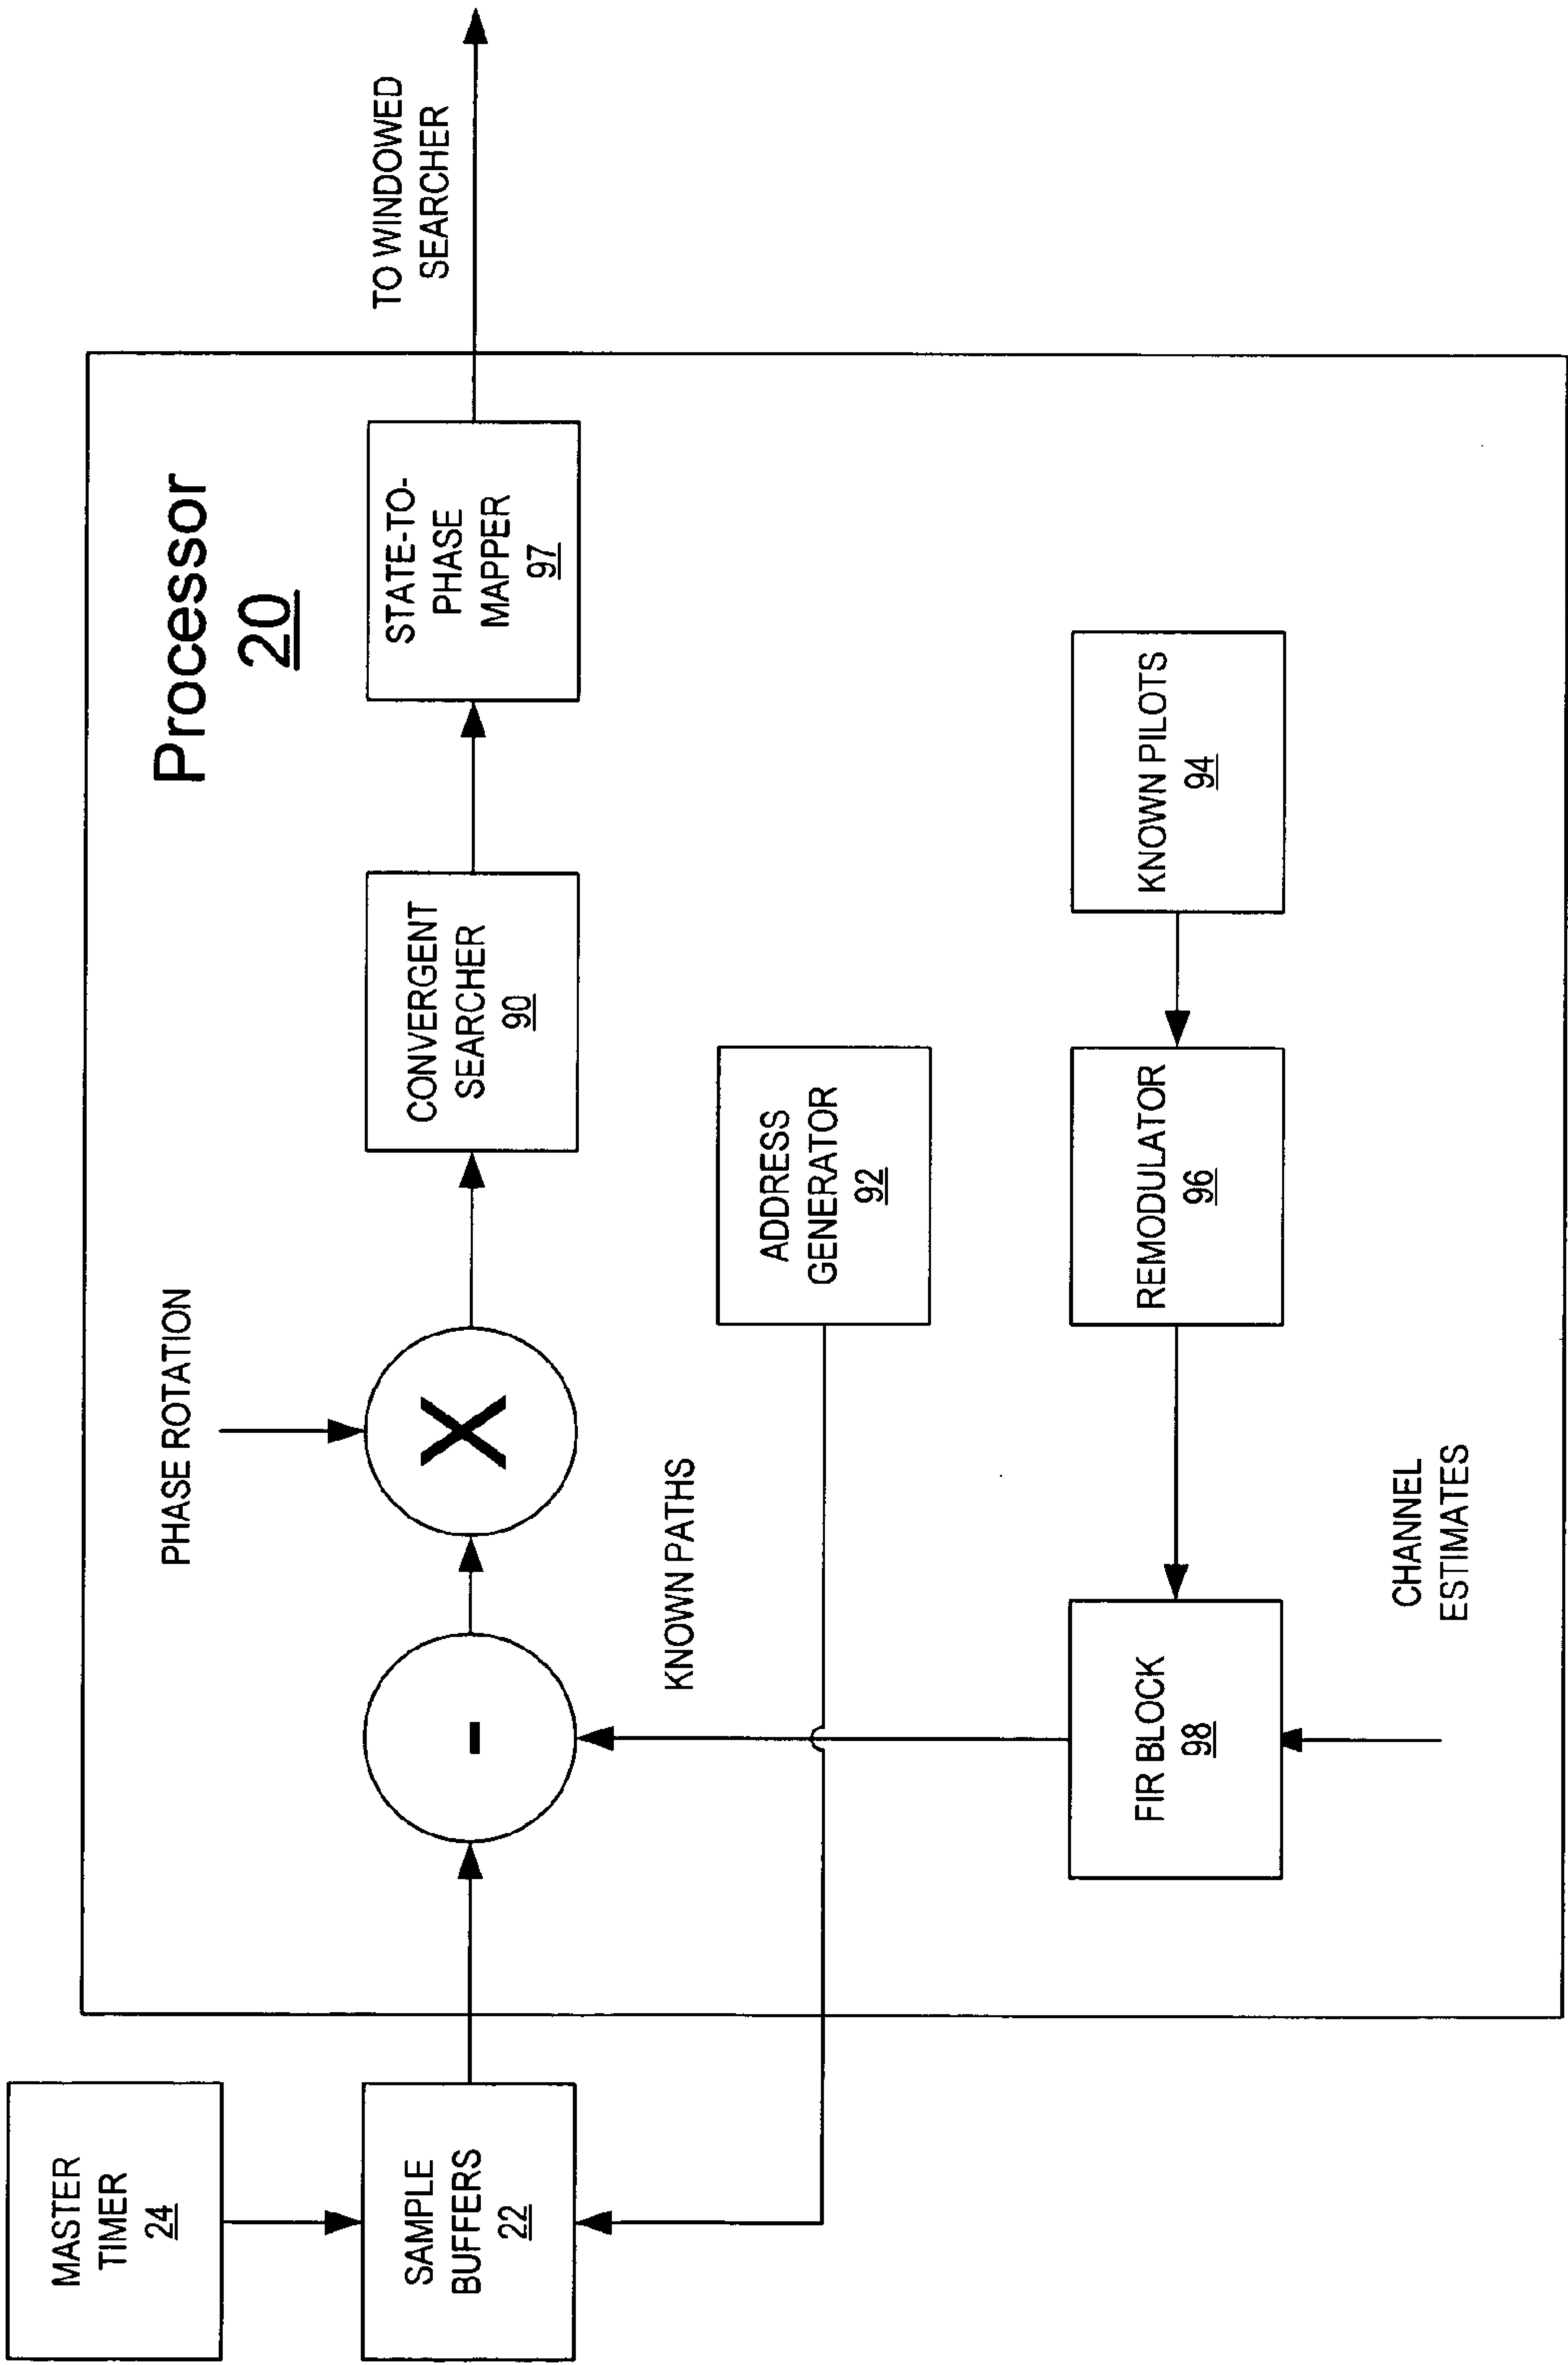 MASTER
TIMER
24
SAMPLE
BUFFERS
22
Processor
20
PHASE ROTATION
-
X
CONVERGENT
SEARCHER
90
STATE-TO-
PHASE
MAPPER
97
TO WINDOWED
SEARCHER
KNOWN PATHS
ADDRESS
GENERATOR
92
FIR BLOCK
98
REMODULATOR
96
KNOWN PILOTS
94
CHANNEL
ESTIMATES